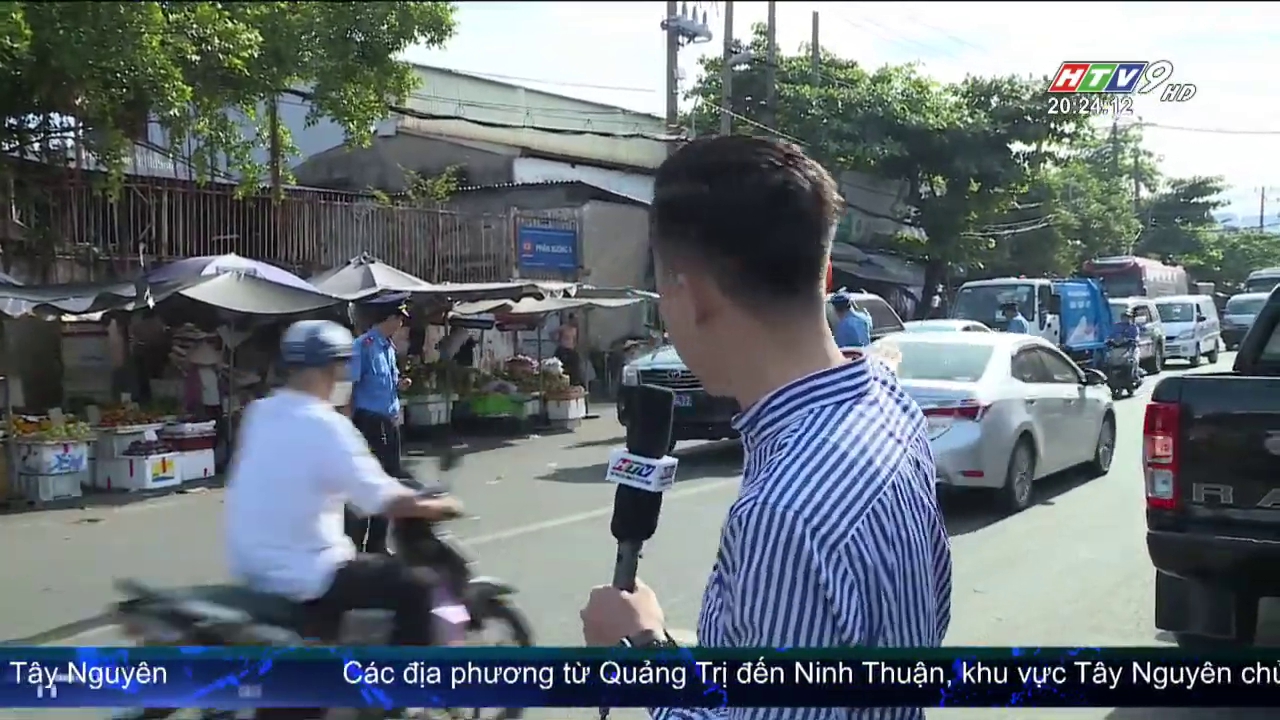 HTV9 HD
20:24:12
HTV
Tây Nguyên
Các địa phương từ Quảng Trị đến Ninh Thuận, khu vực Tây Nguyên chủ